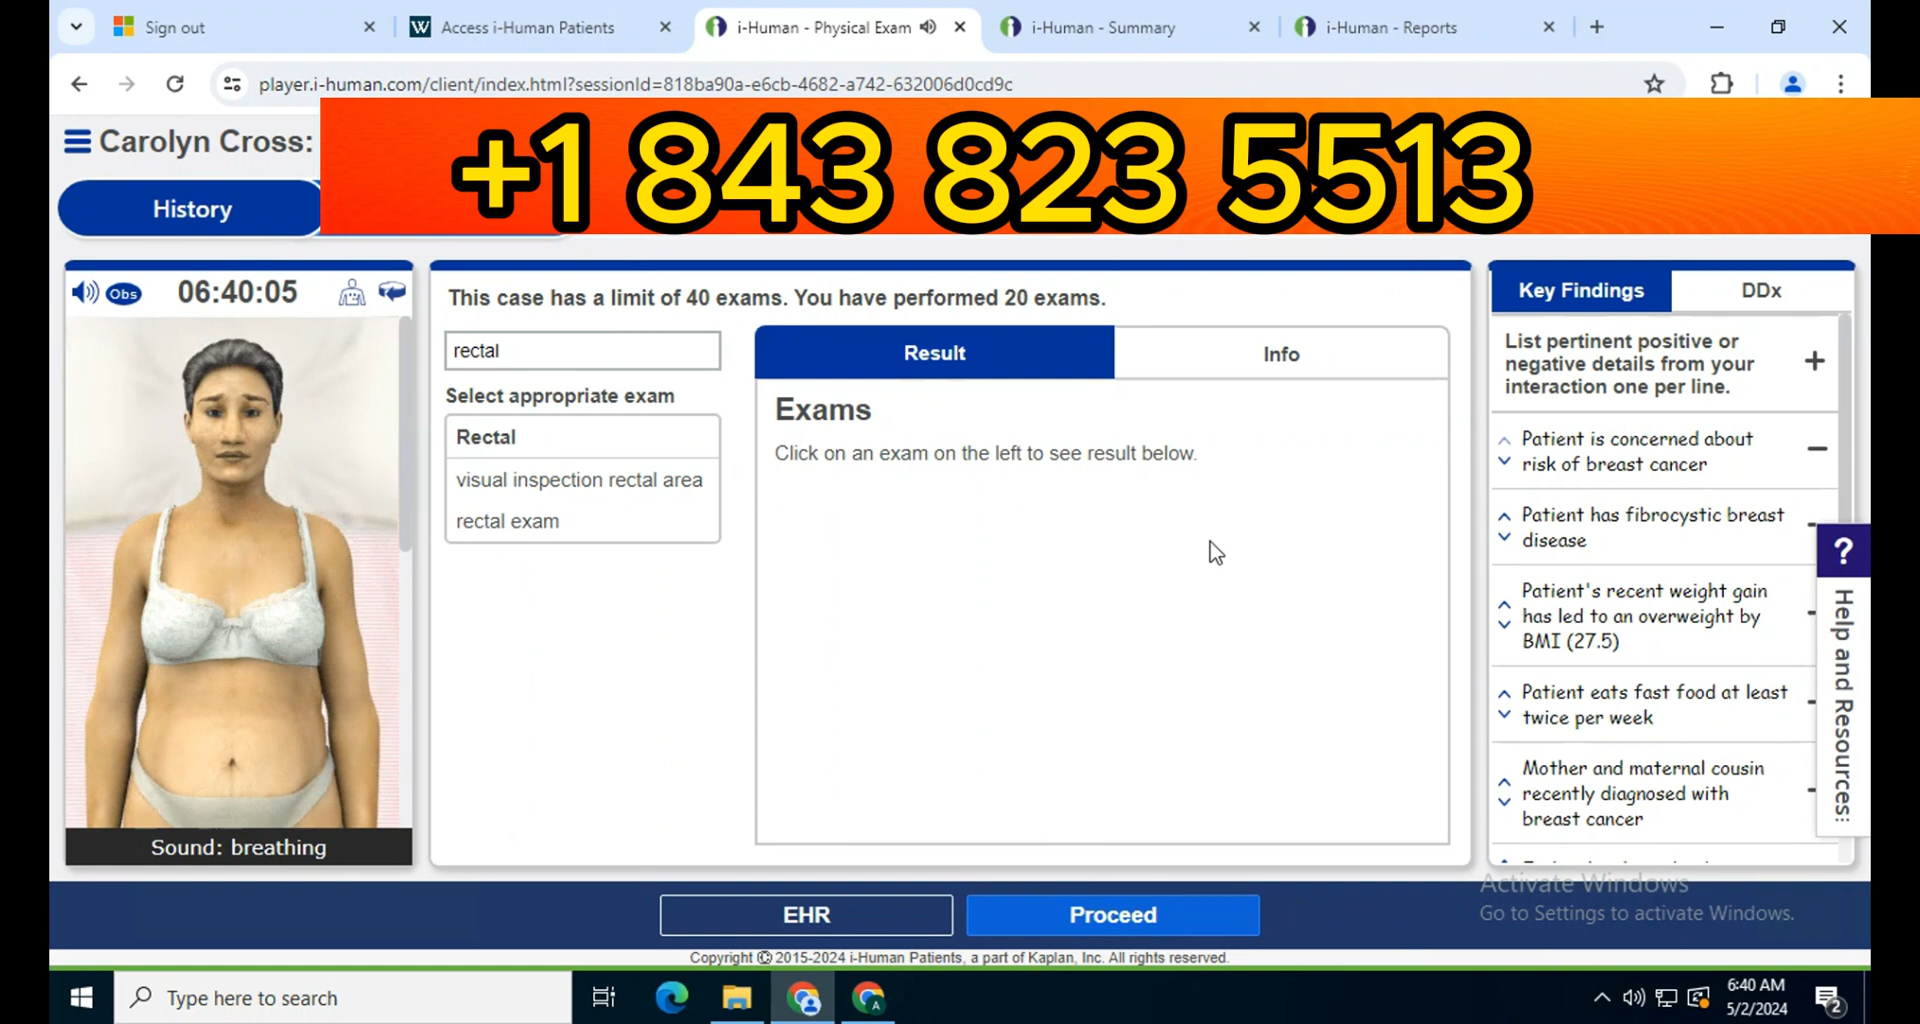 Sign out
Access i-Human Patients
i-Human - Physical Exam
i-Human - Summary
i-Human - Reports
player.i-human.com/client/index.html?sessionId=818ba90a-e6cb-4682-a742-632006d0cd9c
Carolyn Cross:
+1 843 823 5513
History
Obs
06:40:05
This case has a limit of 40 exams. You have performed 20 exams.
rectal
Select appropriate exam
Rectal
visual inspection rectal area
rectal exam
Result
Info
Exams
Click on an exam on the left to see result below.
Key Findings
DDx
List pertinent positive or
negative details from your
interaction one per line.
Patient is concerned about
risk of breast cancer
Patient has fibrocystic breast
disease
Patient's recent weight gain
has led to an overweight by
BMI (27.5)
Patient eats fast food at least
twice per week
Mother and maternal cousin
recently diagnosed with
breast cancer
?
Help and Resources:
Sound: breathing
EHR
Proceed
Activate Windows
Go to Settings to activate Windows.
Copyright © 2015-2024 i-Human Patients, a part of Kaplan, Inc. All rights reserved.
Type here to search
A
6:40 AM
5/2/2024
2